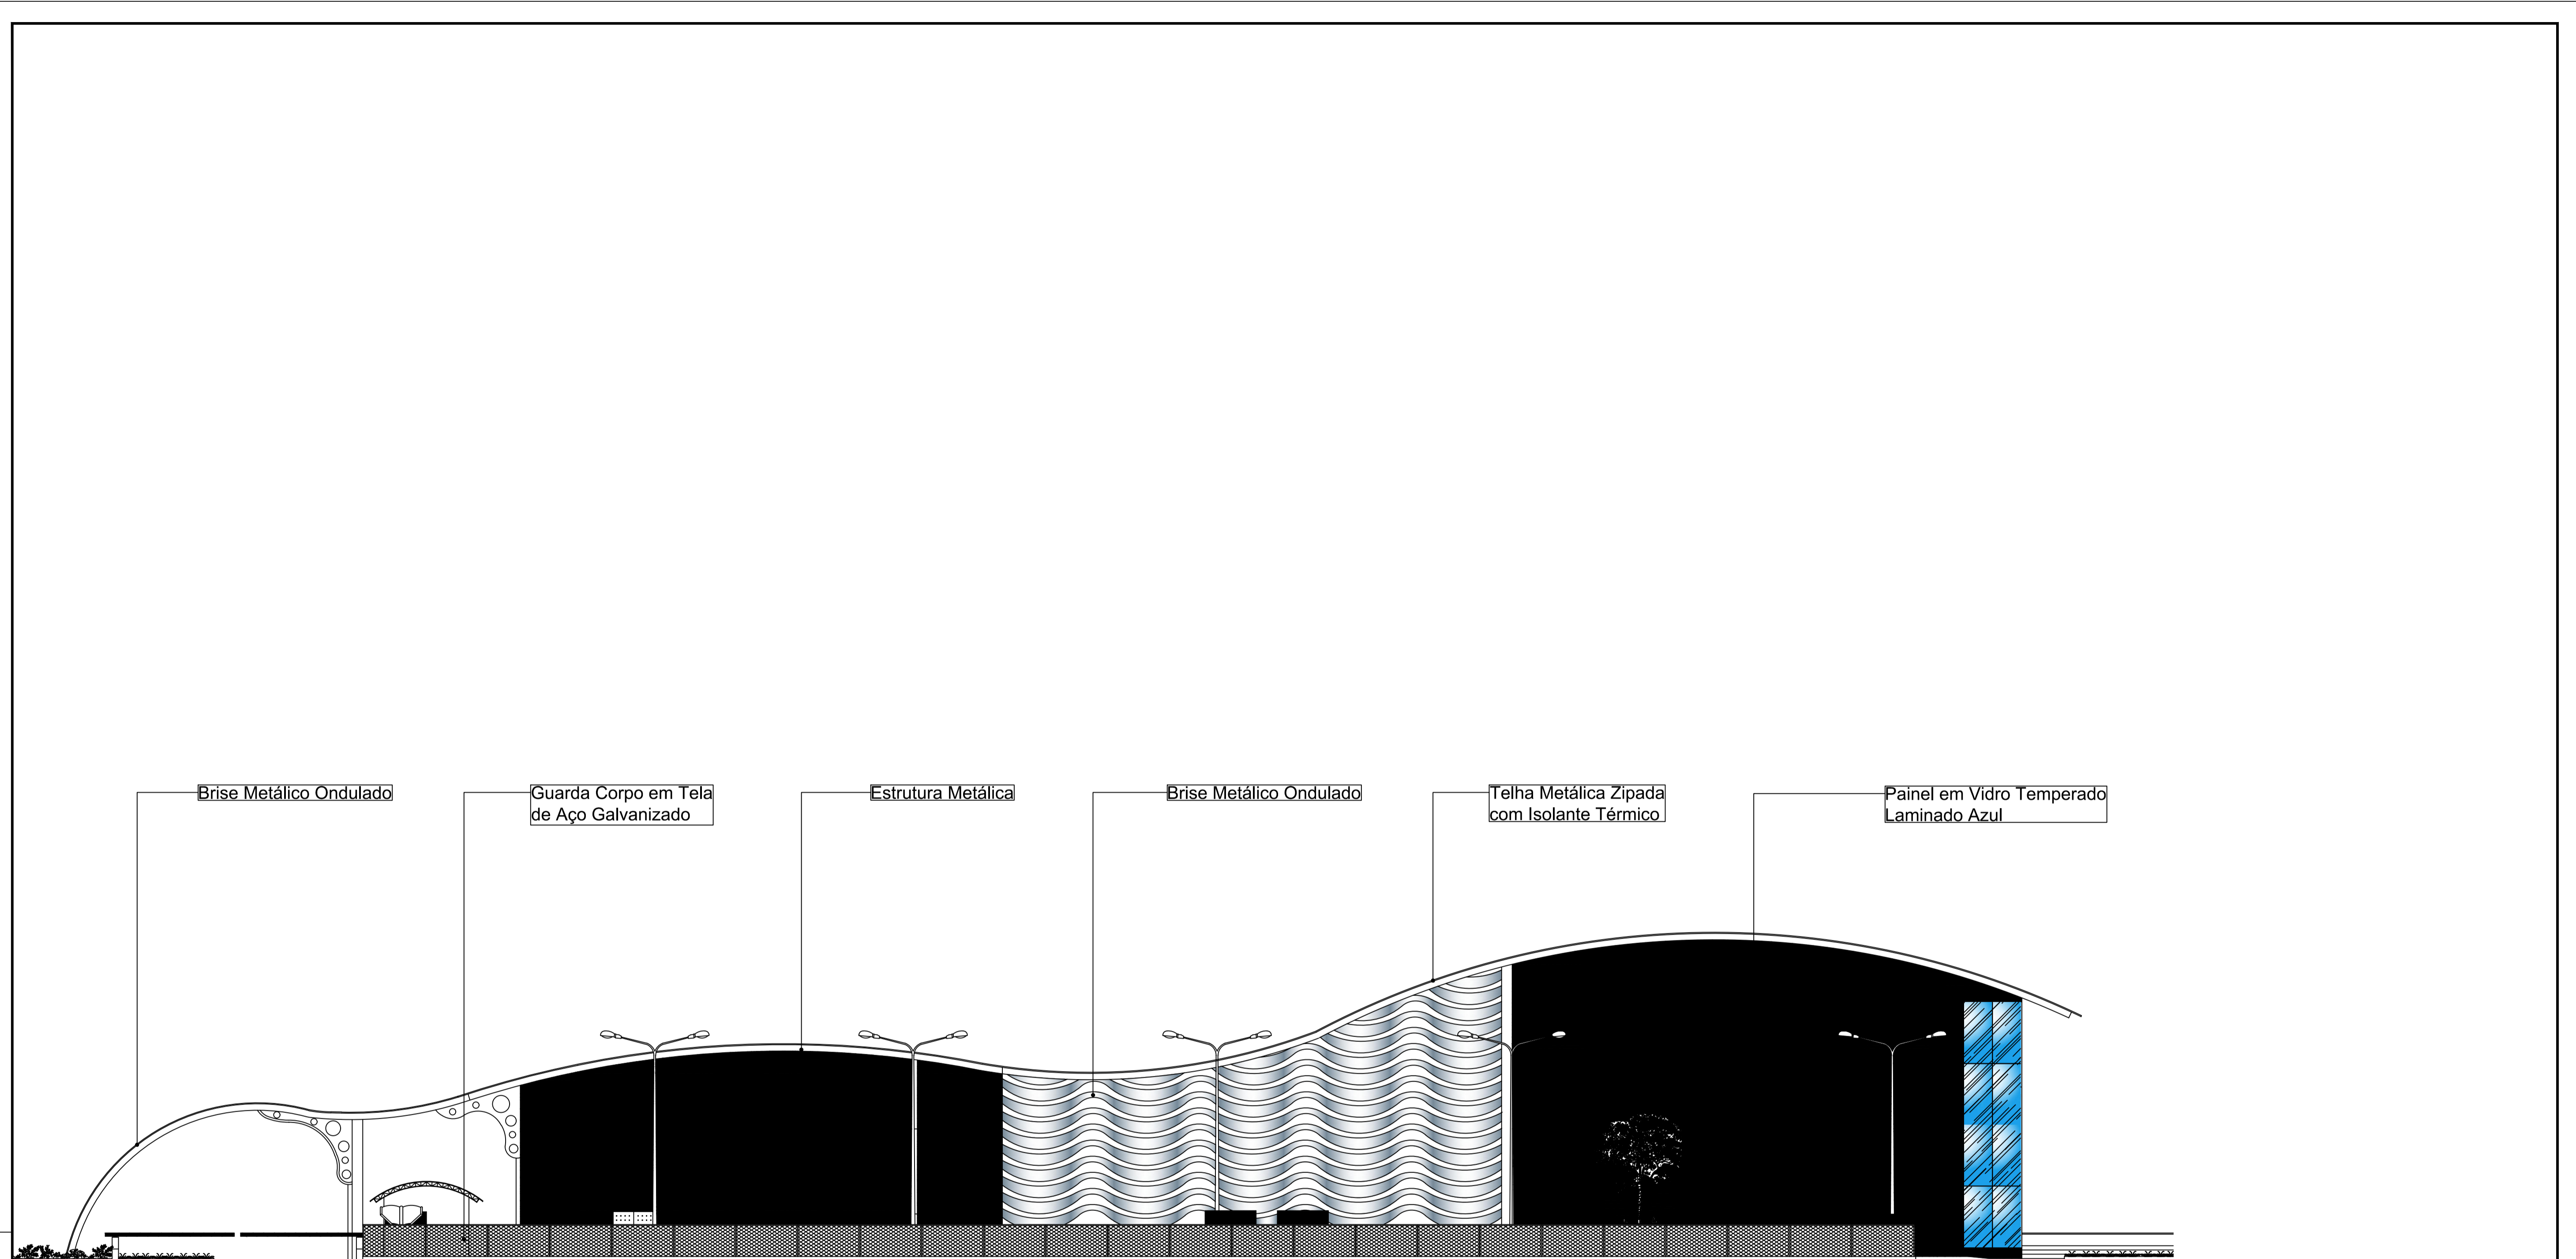 Brise Metálico Ondulado
Guarda Corpo em Tela
de Aço Galvanizado
Estrutura Metálica
Brise Metálico Ondulado
Telha Metálica Zipada
com Isolante Térmico
Painel em Vidro Temperado
Laminado Azul